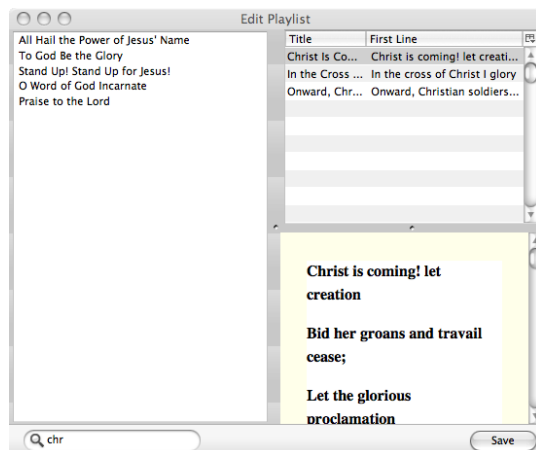 Edit Playlist
All Hail the Power of Jesus' Name
To God Be the Glory
Stand Up! Stand Up for Jesus!
O Word of God Incarnate
Praise to the Lord
Title First Line
Christ Is Co... Christ is coming! let creati...
In the Cross ... In the cross of Christ I glory
Onward, Chr... Onward, Christian soldiers...
Christ is coming! let
creation
Bid her groans and travail
cease;
Let the glorious
proclamation
chr
Save